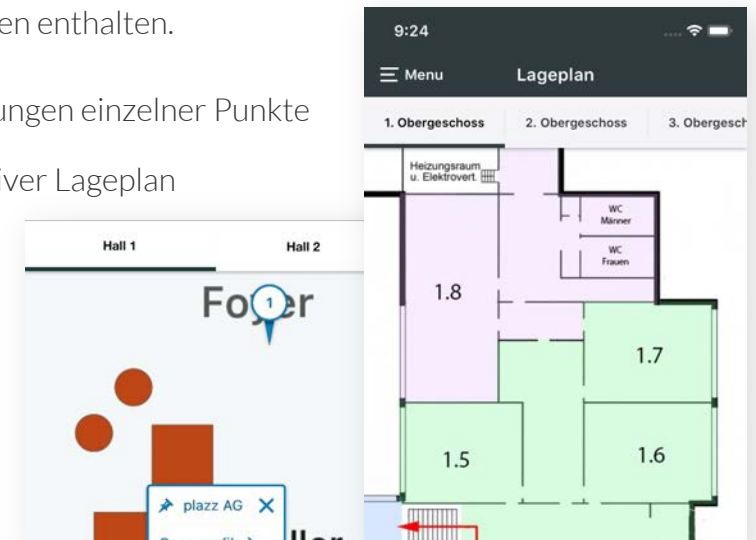 en enthalten.
ungen einzelner Punkte
iver Lageplan
Hall 1 Hall 2
Foyer
1
plazz AG
9:24
Menu Lageplan
1. Obergeschoss 2. Obergeschoss 3. Obergesch
Heizungsraum
u. Elektrovert.
WC
Männer
WC
Frauen
1.8
1.7
1.5
1.6